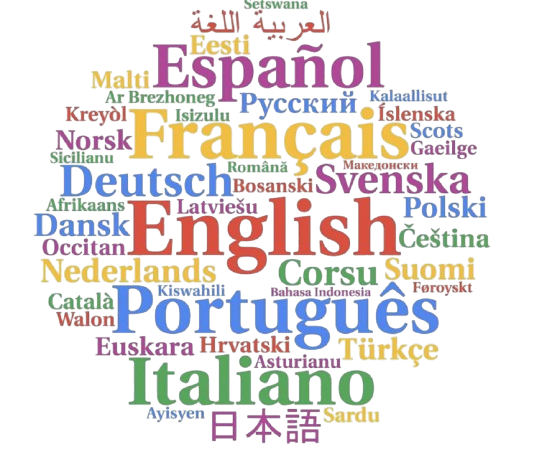 Setswana
العربية اللغة
Eesti
Español
Malti
Ar Brezhoneg
Русский
Kalaallisut
Kreyòl
Isizulu
Français
Íslenska
Norsk
Scots
Gaeilge
Sicilianu
Română
Македонски
Deutsch
Bosanski
Svenska
Afrikaans
Latviešu
Polski
Dansk
English
Čeština
Occitan
Nederlands
Corsu
Suomi
Kiswahili
Bahasa Indonesia
Føroyskt
Català
Português
Walon
Euskara
Hrvatski
Türkçe
Asturianu
Italiano
Ayisyen
日本語
Sardu